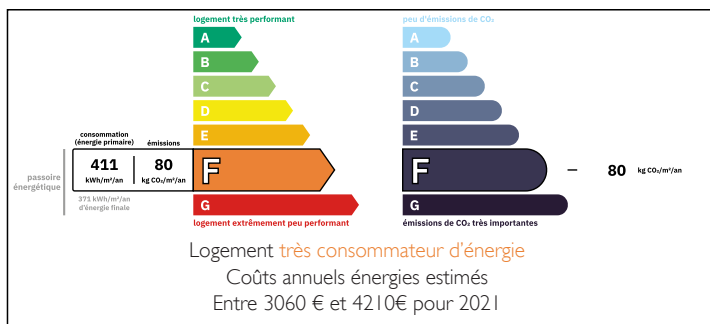 logement très performant
A
B
C
D
E
consommation
(énergie primaire)
émissions
411
kWh/m²/an
80
kg CO₂/m²/an
F
passoire
énergétique
371 kWh/m²/an
d'énergie finale
G
logement extrêmement peu performant
peu d'émissions de CO₂
A
B
C
D
E
F
80 kg CO₂/m²/an
G
émissions de CO₂ très importantes
Logement très consommateur d'énergie
Coûts annuels énergies estimés
Entre 3060 € et 4210€ pour 2021